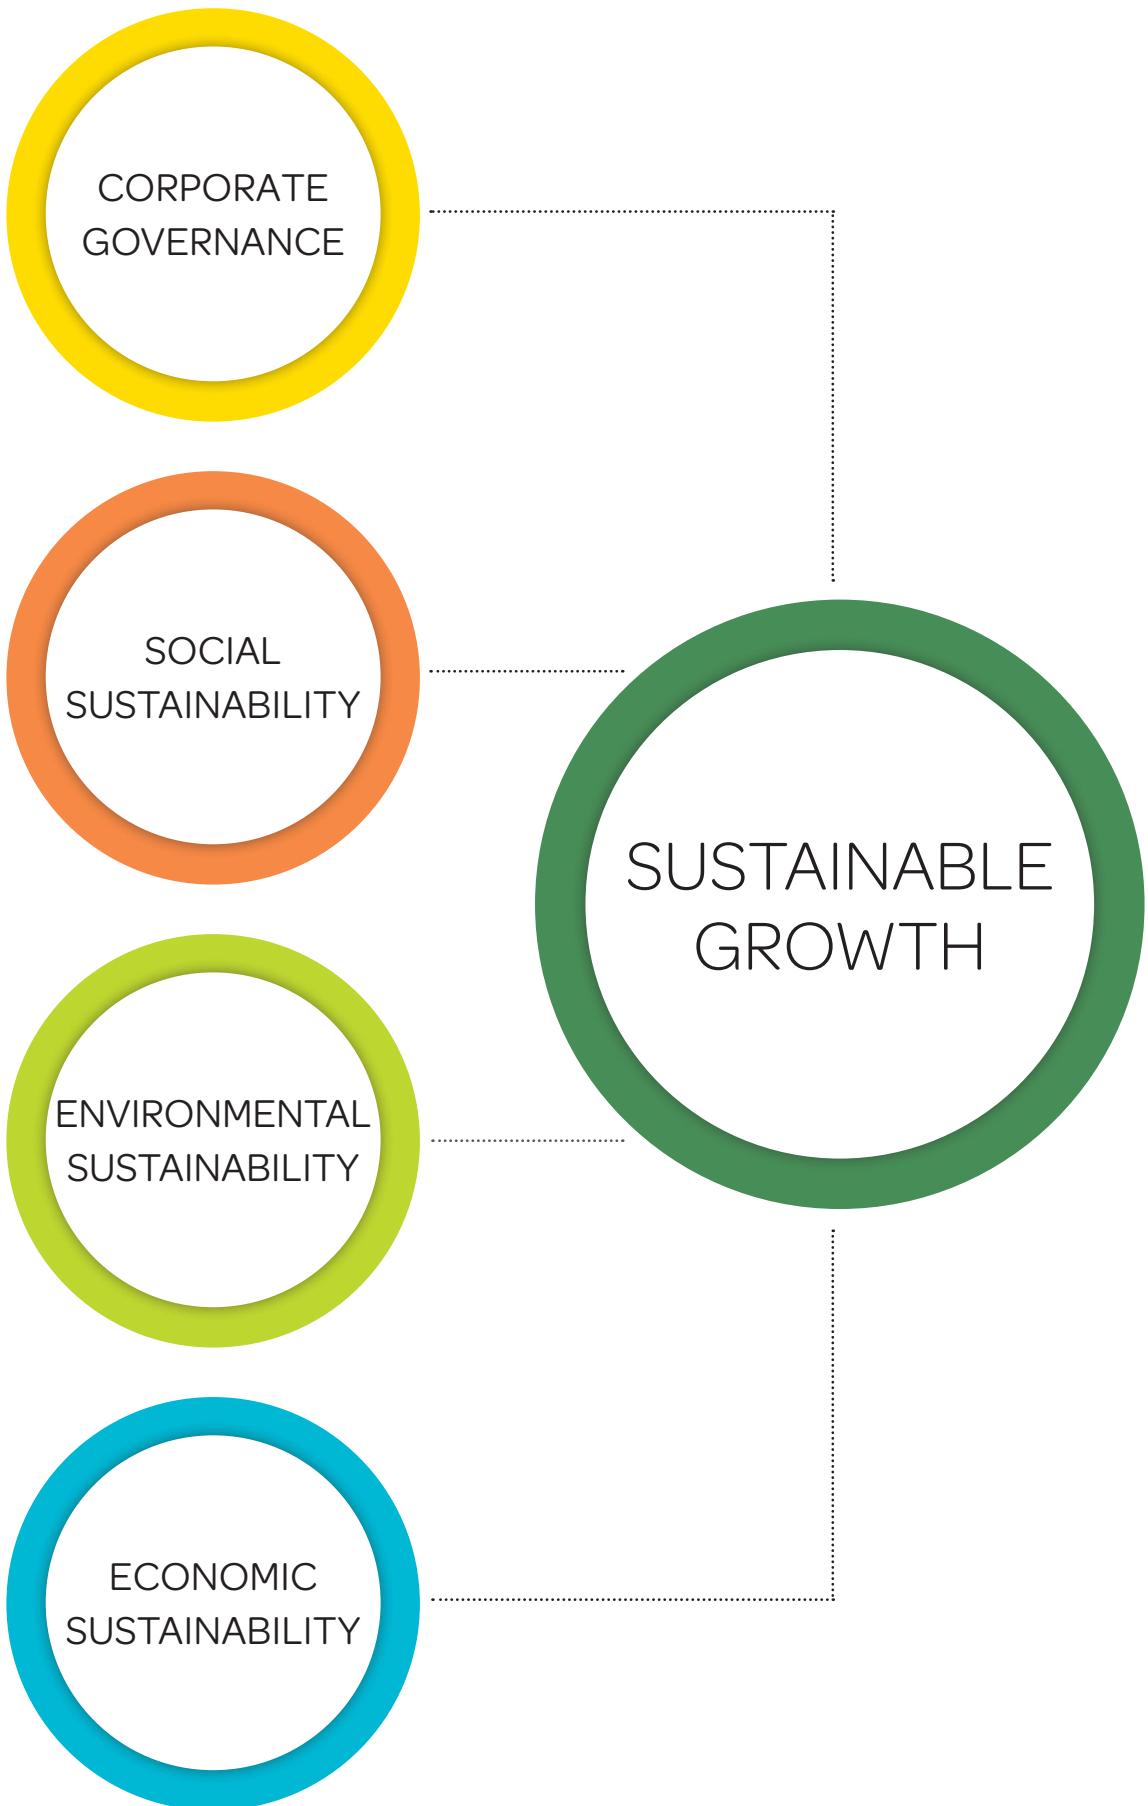 CORPORATE
GOVERNANCE
SOCIAL
SUSTAINABILITY
SUSTAINABLE
GROWTH
ENVIRONMENTAL
SUSTAINABILITY
ECONOMIC
SUSTAINABILITY